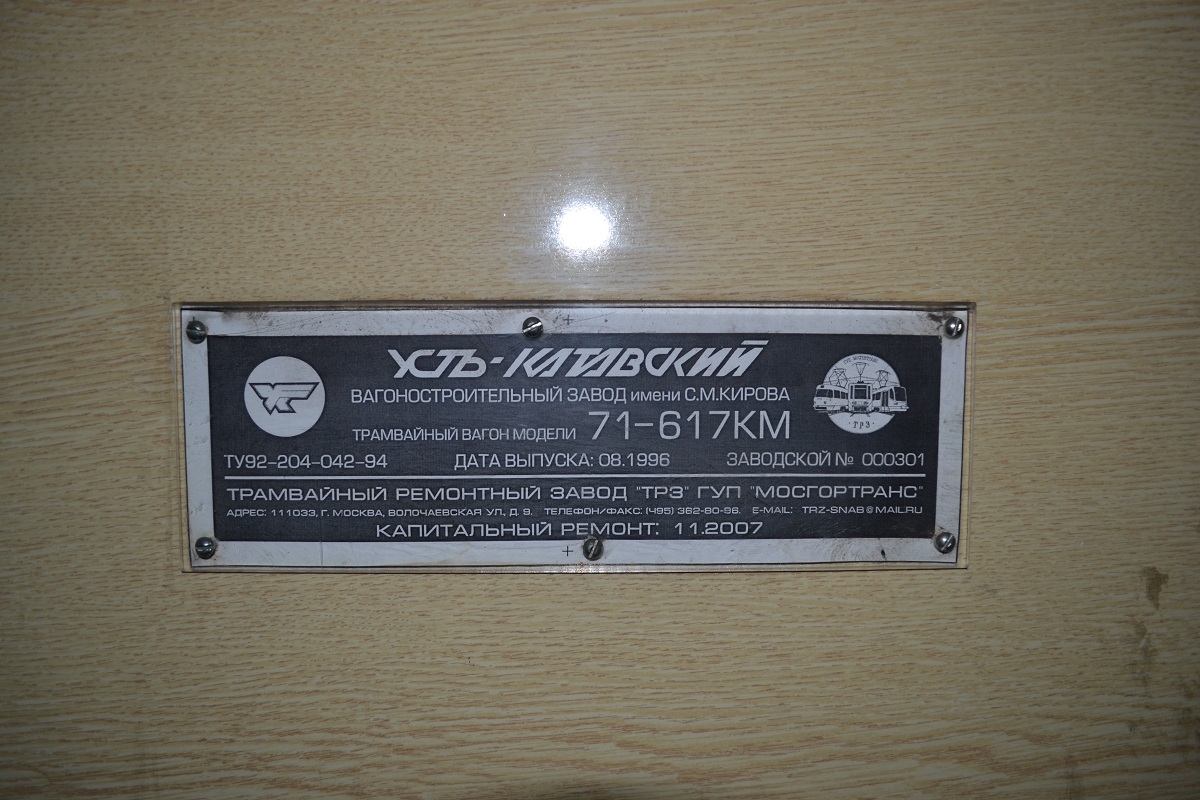 УСТЬ-КАТАВСКИЙ
ВАГОНОСТРОИТЕЛЬНЫЙ ЗАВОД имени С.М.КИРОВА
ТРАМВАЙНЫЙ ВАГОН МОДЕЛИ 71-617КМ
ТУ92-204-042-94 ДАТА ВЫПУСКА: 08.1996 ЗАВОДСКОЙ № 000301
ГУП МОСГОРТРАНС
·ТРЗ·
ТРАМВАЙНЫЙ РЕМОНТНЫЙ ЗАВОД "ТРЗ" ГУП "МОСГОРТРАНС"
АДРЕС: 111033, Г. МОСКВА, ВОЛОЧАЕВСКАЯ УЛ., Д. 9. ТЕЛЕФОН/ФАКС: (495) 362-80-96. E-MAIL: TRZ-SNAB@MAIL.RU
КАПИТАЛЬНЫЙ РЕМОНТ: 11.2007